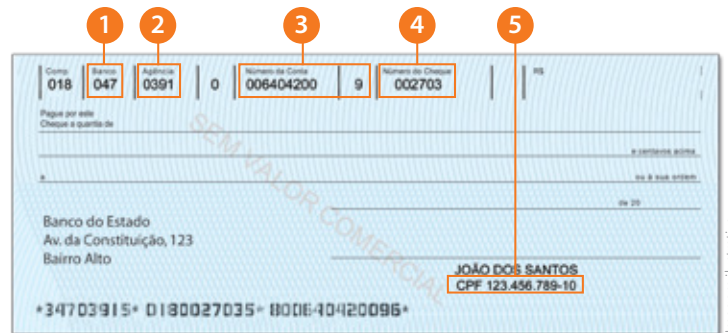 1 2 3 4 5
Comp Banco Agência Número da Conta Número do Cheque R$
018 047 0391 0 006404200 9 002703
Pague por este
Cheque a quantia de
e centavos acima
a ou à sua ordem
de 20
SEM VALOR COMERCIAL
Banco do Estado
Av. da Constituição, 123
Bairro Alto
JOÃO DOS SANTOS
CPF 123.456.789-10
*34703915* 0180027035* 800640420096*